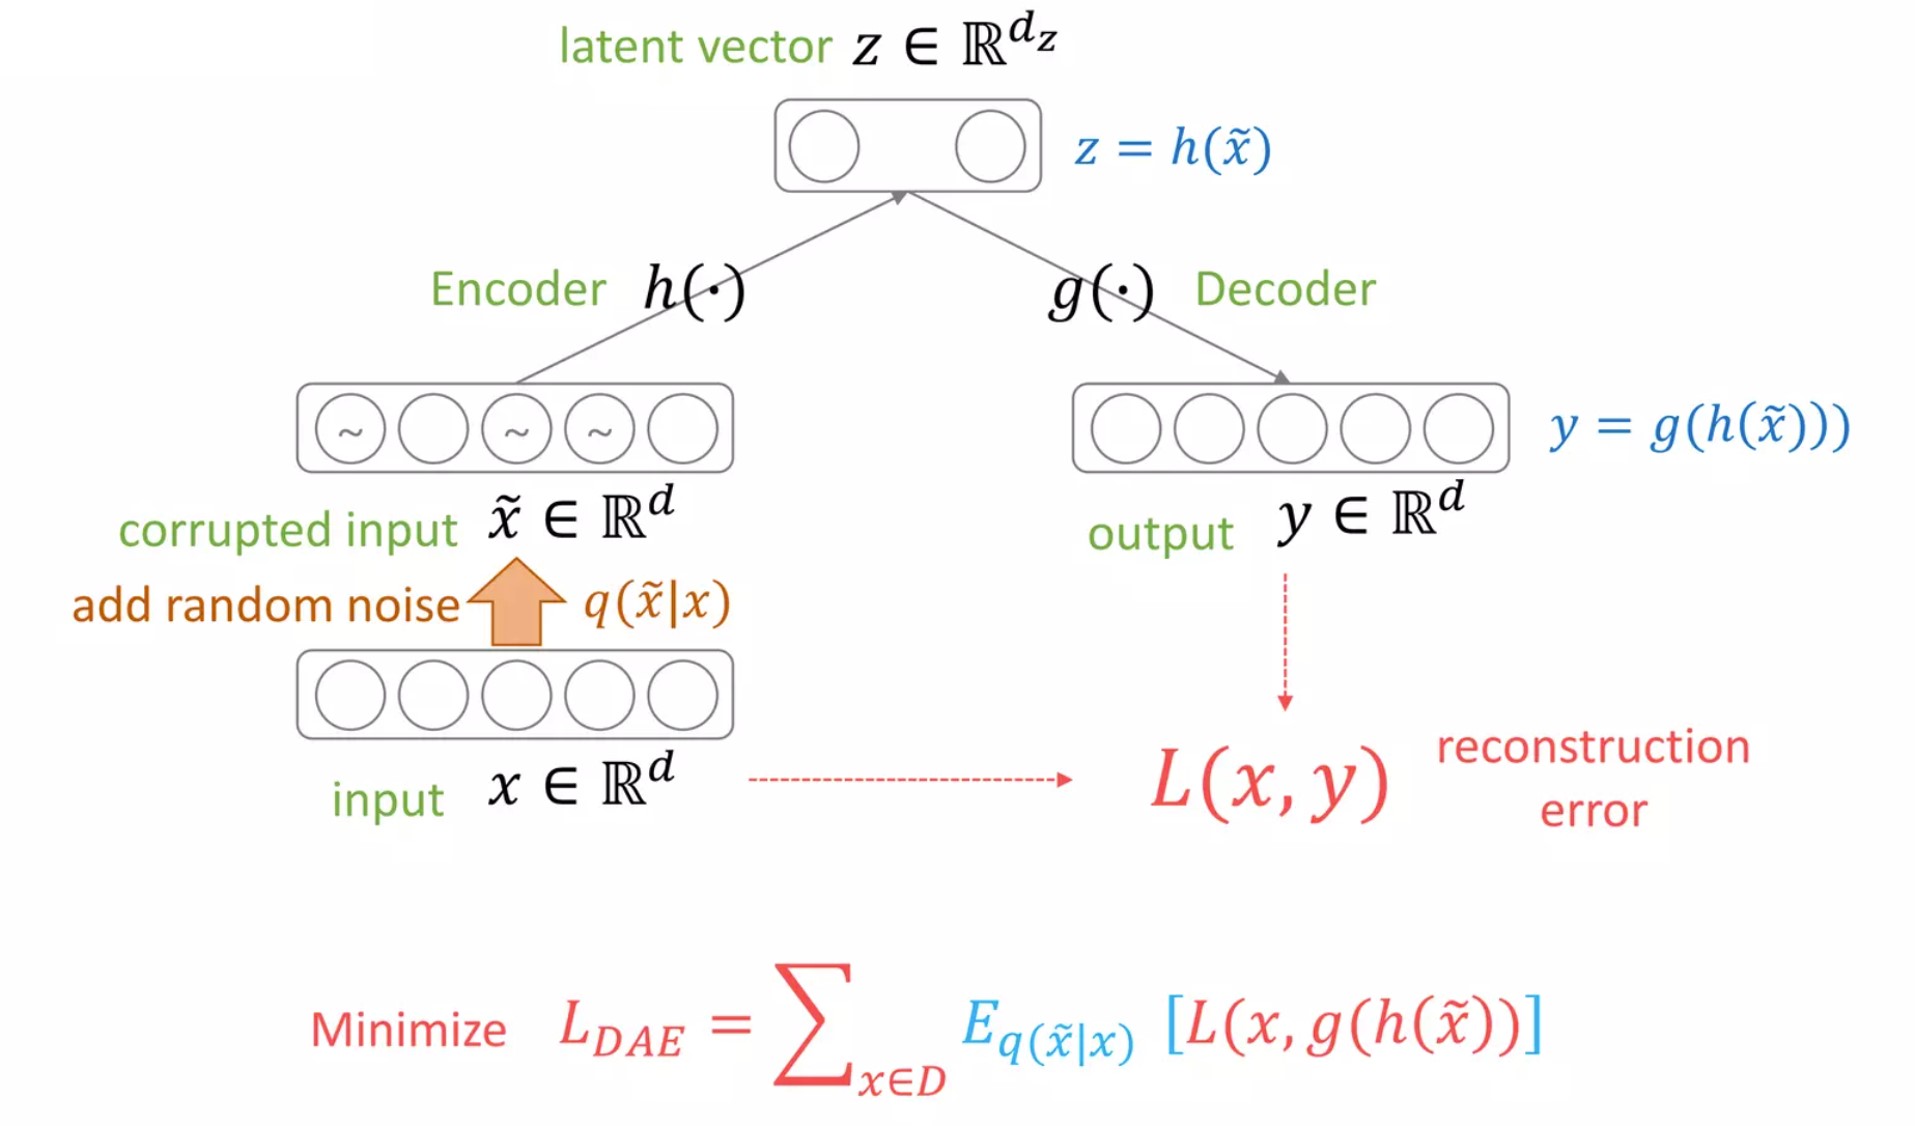 latent vector z ∈ ℝ^{d_z}
z = h(x̃)
Encoder h(·)
g(·) Decoder
~ ~ ~
y = g(h(x̃)))
corrupted input x̃ ∈ ℝ^d
output y ∈ ℝ^d
add random noise q(x̃|x)
input x ∈ ℝ^d
L(x, y)
reconstruction
error
Minimize L_{DAE} = ∑_{x∈D} E_{q(x̃|x)} [L(x, g(h(x̃))]